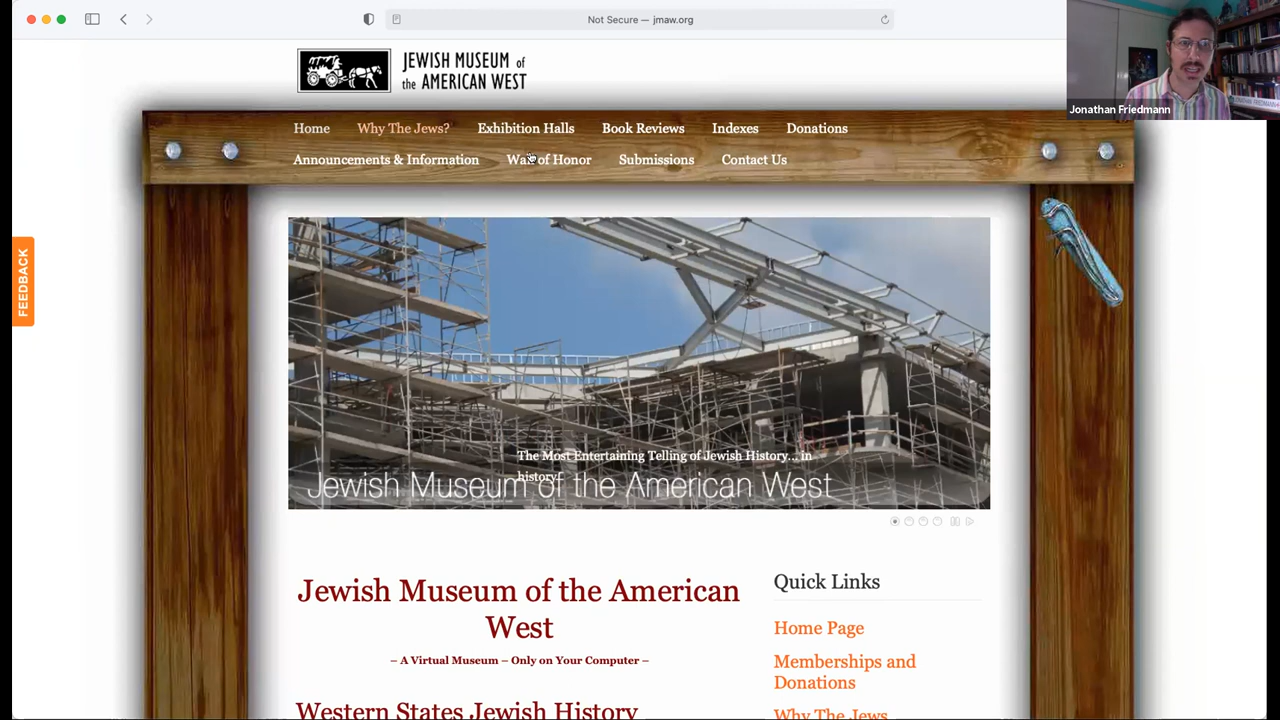 Not Secure — jmaw.org
Jonathan Friedmann
JEWISH MUSEUM of
the AMERICAN WEST
Home Why The Jews? Exhibition Halls Book Reviews Indexes Donations
Announcements & Information Wall of Honor Submissions Contact Us
FEEDBACK
The Most Entertaining Telling of Jewish History... in
history!
Jewish Museum of the American West
Jewish Museum of the American
West
– A Virtual Museum – Only on Your Computer –
Western States Jewish History
Quick Links
Home Page
Memberships and
Donations
Why The Jews